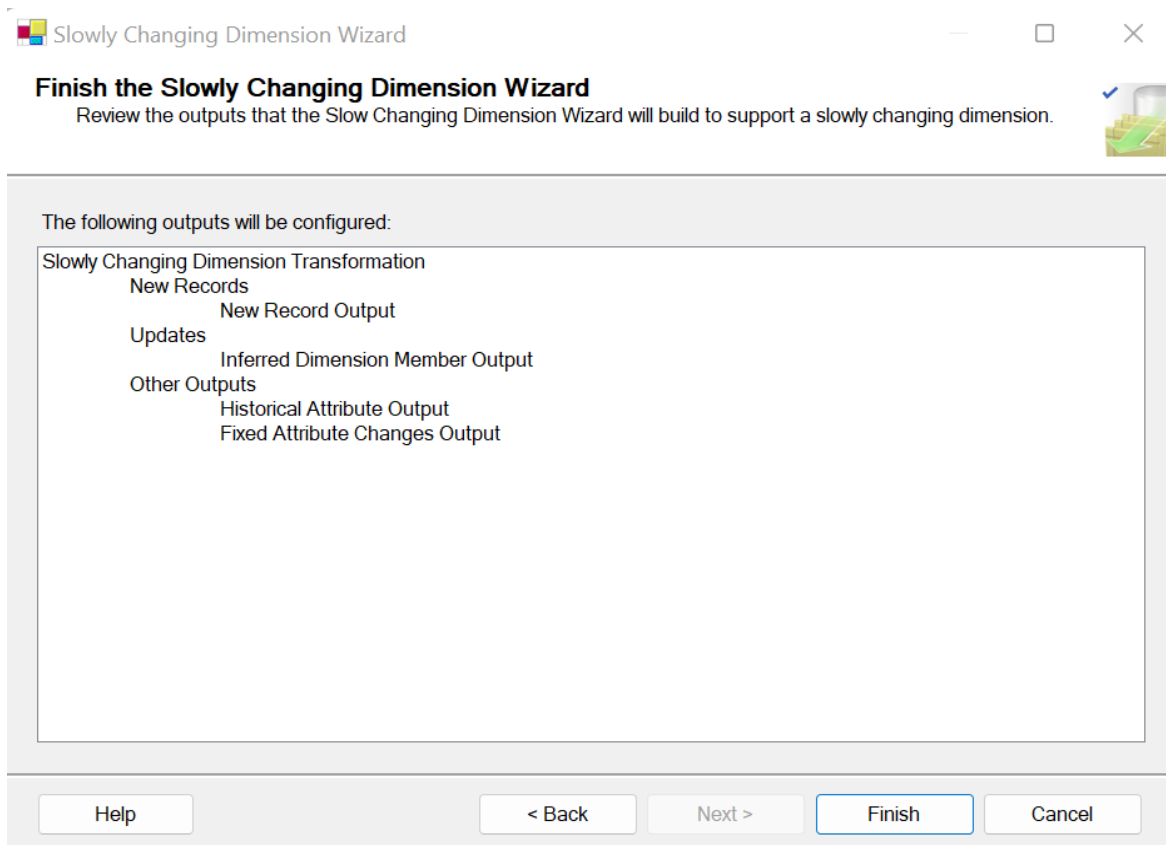 Slowly Changing Dimension Wizard
Finish the Slowly Changing Dimension Wizard
Review the outputs that the Slow Changing Dimension Wizard will build to support a slowly changing dimension.
The following outputs will be configured:
Slowly Changing Dimension Transformation
New Records
New Record Output
Updates
Inferred Dimension Member Output
Other Outputs
Historical Attribute Output
Fixed Attribute Changes Output
Help
< Back
Next >
Finish
Cancel